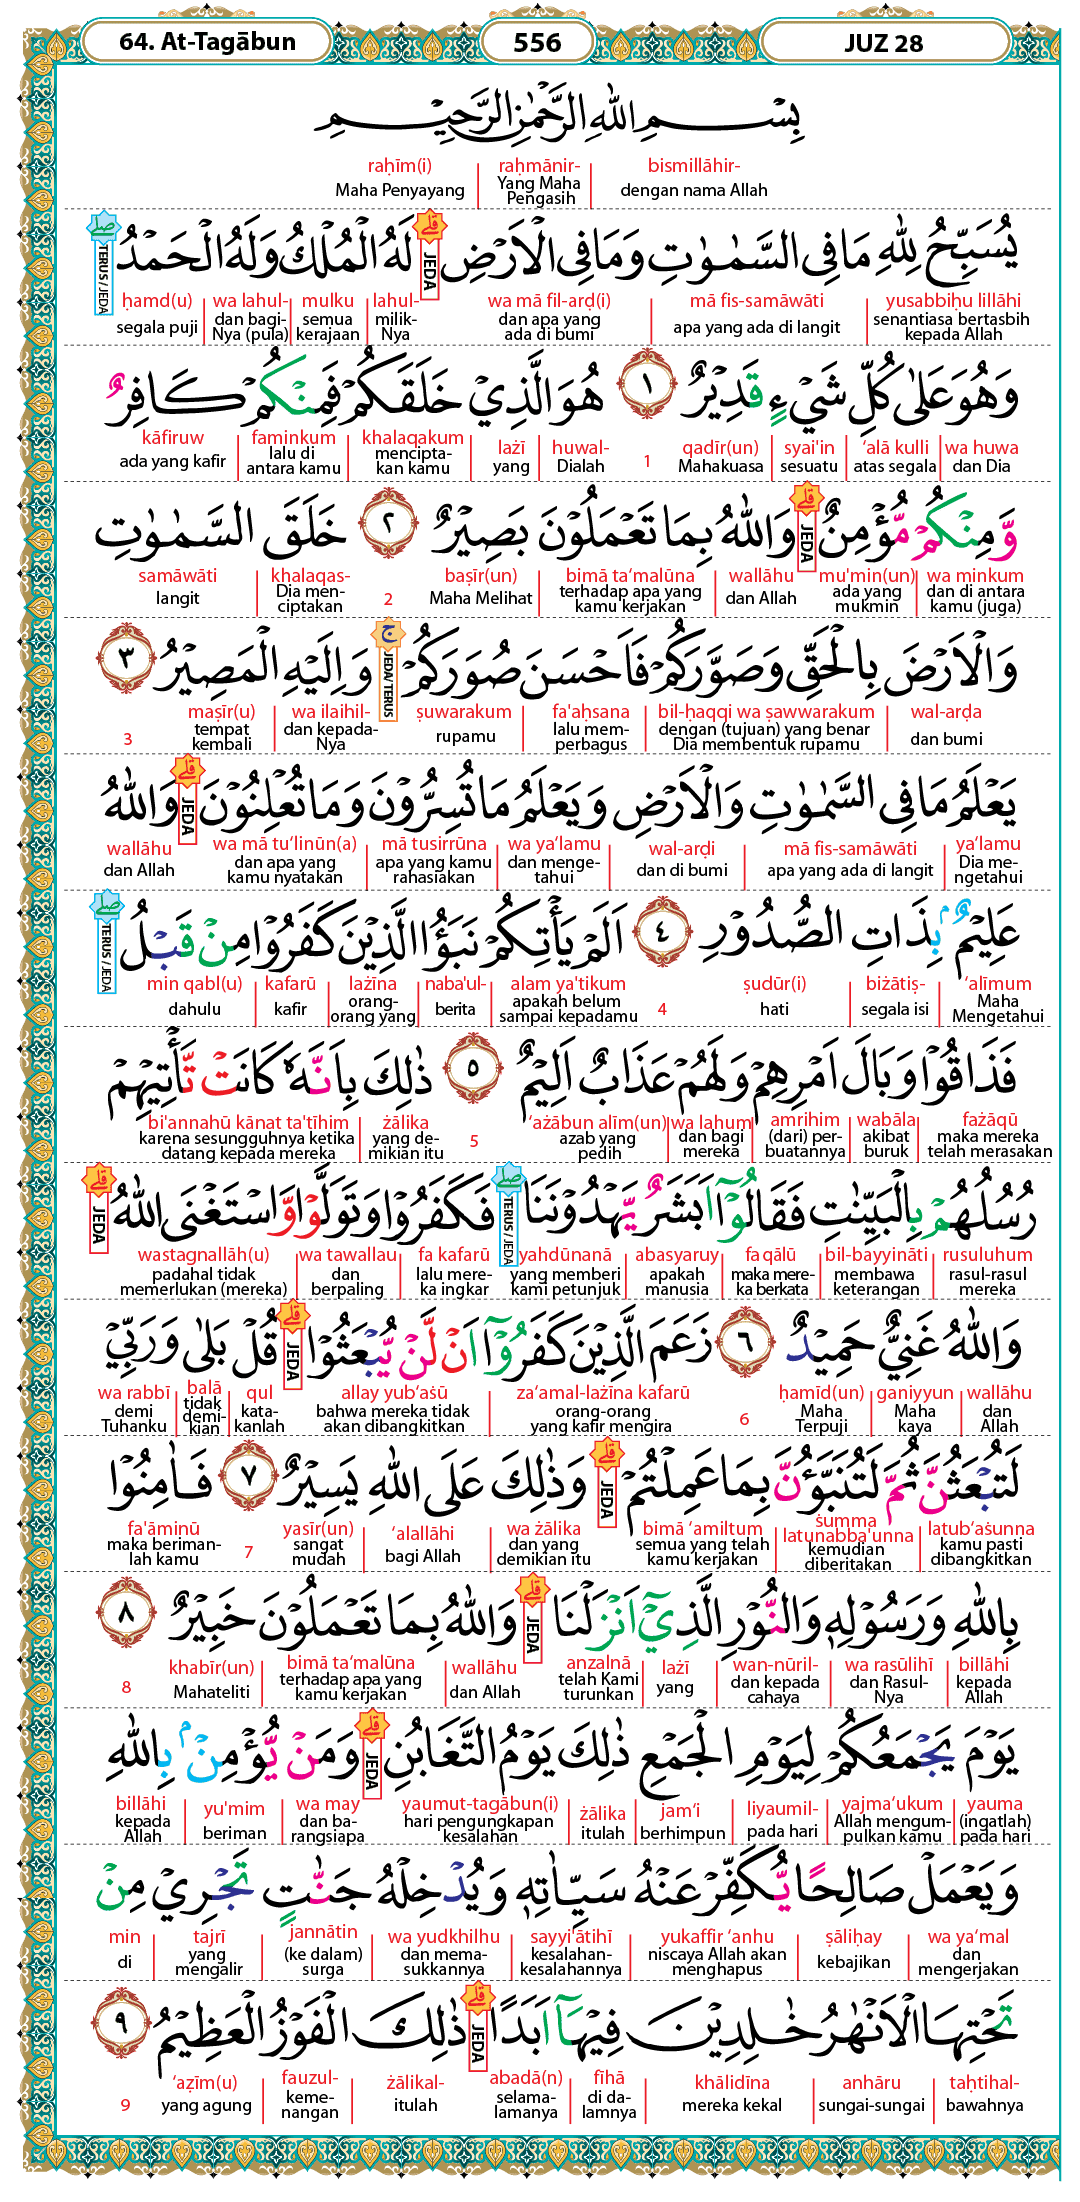 64. At-Tagābun 556 JUZ 28
بِسْمِ اللّٰهِ الرَّحْمٰنِ الرَّحِيْمِ
bismillāhir- raḥmānir- raḥīm(i)
dengan nama Allah Yang Maha Pengasih Maha Penyayang
يُسَبِّحُ لِلّٰهِ مَا فِى السَّمٰوٰتِ وَمَا فِى الْاَرْضِۗ لَهُ الْمُلْكُ وَلَهُ الْحَمْدُۖ
JEDA TERUS / JEDA
yusabbiḥu lillāhi mā fis-samāwāti wa mā fil-arḍ(i) lahul- mulku wa lahul- ḥamd(u)
senantiasa bertasbih kepada Allah apa yang ada di langit dan apa yang ada di bumi milik-Nya semua kerajaan dan bagi-Nya (pula) segala puji
وَهُوَ عَلٰى كُلِّ شَيْءٍ قَدِيْرٌ ١ هُوَ الَّذِيْ خَلَقَكُمْ فَمِنْكُمْ كَافِرٌ
wa huwa ‘alā kulli syai'in qadīr(un) 1 huwal- lażī khalaqakum faminkum kāfiruw
dan Dia atas segala sesuatu Mahakuasa Dialah yang mencipta-kan kamu lalu di antara kamu ada yang kafir
وَّمِنْكُمْ مُّؤْمِنٌۗ وَاللّٰهُ بِمَا تَعْمَلُوْنَ بَصِيْرٌ ٢ خَلَقَ السَّمٰوٰتِ
JEDA
wa minkum mu'min(un) wallāhu bimā ta‘malūna baṣīr(un) 2 khalaqas- samāwāti
dan di antara kamu (juga) ada yang mukmin dan Allah terhadap apa yang kamu kerjakan Maha Melihat Dia men-ciptakan langit
وَالْاَرْضَ بِالْحَقِّ وَصَوَّرَكُمْ فَاَحْسَنَ صُوَرَكُمْۚ وَاِلَيْهِ الْمَصِيْرُ ٣
JEDA/ TERUS
wal-arḍa bil-ḥaqqi wa ṣawwarakum fa'aḥsana ṣuwarakum wa ilaihil- maṣīr(u) 3
dan bumi dengan (tujuan) yang benar Dia membentuk rupamu lalu mem-perbagus rupamu dan kepada-Nya tempat kembali
يَعْلَمُ مَا فِى السَّمٰوٰتِ وَالْاَرْضِ وَيَعْلَمُ مَا تُسِرُّوْنَ وَمَا تُعْلِنُوْنَۗ وَاللّٰهُ
JEDA
ya‘lamu mā fis-samāwāti wal-arḍi wa ya‘lamu mā tusirrūna wa mā tu‘linūn(a) wallāhu
Dia me-ngetahui apa yang ada di langit dan di bumi dan menge-tahui apa yang kamu rahasiakan dan apa yang kamu nyatakan dan Allah
عَلِيْمٌ ۢبِذَاتِ الصُّدُوْرِ ٤ اَلَمْ يَأْتِكُمْ نَبَؤُا الَّذِيْنَ كَفَرُوْا مِنْ قَبْلُۖ
TERUS / JEDA
‘alīmum biżātiṣ- ṣudūr(i) 4 alam ya'tikum naba'ul- lażīna kafarū min qabl(u)
Maha Mengetahui segala isi hati apakah belum sampai kepadamu berita orang-orang yang kafir dahulu
فَذَاقُوْا وَبَالَ اَمْرِهِمْ وَلَهُمْ عَذَابٌ اَلِيْمٌ ٥ ذٰلِكَ بِاَنَّهٗ كَانَتْ تَّأْتِيْهِمْ
fażāqū wabāla amrihim wa lahum ‘ażābun alīm(un) 5 żālika bi'annahū kānat ta'tīhim
maka mereka telah merasakan akibat buruk (dari) per-buatannya dan bagi mereka azab yang pedih yang de-mikian itu karena sesungguhnya ketika datang kepada mereka
رُسُلُهُمْ بِالْبَيِّنٰتِ فَقَالُوْٓا اَبَشَرٌ يَّهْدُوْنَنَاۖ فَكَفَرُوْا وَتَوَلَّوْا وَّاسْتَغْنَى اللّٰهُۗ
TERUS / JEDA JEDA
rusuluhum bil-bayyināti fa qālū abasyaruy yahdūnanā fa kafarū wa tawallau wastagnallāh(u)
rasul-rasul mereka membawa keterangan maka mere-ka berkata apakah manusia yang memberi kami petunjuk lalu mere-ka ingkar dan berpaling padahal tidak memerlukan (mereka)
وَاللّٰهُ غَنِيٌّ حَمِيْدٌ ٦ زَعَمَ الَّذِيْنَ كَفَرُوْٓا اَنْ لَّنْ يُّبْعَثُوْاۗ قُلْ بَلٰى وَرَبِّيْ
JEDA
wallāhu ganiyyun ḥamīd(un) 6 za‘amal-lażīna kafarū allay yub‘aṡū qul balā wa rabbī
dan Allah Maha kaya Maha Terpuji orang-orang yang kafir mengira bahwa mereka tidak akan dibangkitkan kata-kanlah tidak demi-kian demi Tuhanku
لَتُبْعَثُنَّ ثُمَّ لَتُنَبَّؤُنَّ بِمَا عَمِلْتُمْۗ وَذٰلِكَ عَلَى اللّٰهِ يَسِيْرٌ ٧ فَاٰمِنُوْا
JEDA
latub‘aṡunna ṡumma latunabba'unna bimā ‘amiltum wa żālika ‘alallāhi yasīr(un) 7 fa'āminū
kamu pasti dibangkitkan kemudian diberitakan semua yang telah kamu kerjakan dan yang demikian itu bagi Allah sangat mudah maka beriman-lah kamu
بِاللّٰهِ وَرَسُوْلِهٖ وَالنُّوْرِ الَّذِيْٓ اَنْزَلْنَاۗ وَاللّٰهُ بِمَا تَعْمَلُوْنَ خَبِيْرٌ ٨
JEDA
billāhi wa rasūlihī wan-nūril- lażī anzalnā wallāhu bimā ta‘malūna khabīr(un) 8
kepada Allah dan Rasul-Nya dan kepada cahaya yang telah Kami turunkan dan Allah terhadap apa yang kamu kerjakan Mahateliti
يَوْمَ يَجْمَعُكُمْ لِيَوْمِ الْجَمْعِ ذٰلِكَ يَوْمُ التَّغَابُنِۗ وَمَنْ يُّؤْمِنْۢ بِاللّٰهِ
JEDA
yauma yajma‘ukum liyaumil- jam‘i żālika yaumut-tagābun(i) wa may yu'mim billāhi
(ingatlah) pada hari Allah mengum-pulkan kamu pada hari berhimpun itulah hari pengungkapan kesalahan dan ba-rangsiapa beriman kepada Allah
وَيَعْمَلْ صَالِحًا يُّكَفِّرْ عَنْهُ سَيِّاٰتِهٖ وَيُدْخِلْهُ جَنّٰتٍ تَجْرِيْ مِنْ
wa ya‘mal ṣāliḥay yukaffir ‘anhu sayyi'ātihī wa yudkhilhu jannātin tajrī min
dan mengerjakan kebajikan niscaya Allah akan menghapus kesalahan-kesalahannya dan mema-sukkannya (ke dalam) surga yang mengalir di
تَحْتِهَا الْاَنْهٰرُ خٰلِدِيْنَ فِيْهَآ اَبَدًاۗ ذٰلِكَ الْفَوْزُ الْعَظِيْمُ ٩
JEDA
taḥtihal- anhāru khālidīna fīhā abadā(n) żālikal- fauzul- ‘aẓīm(u) 9
bawahnya sungai-sungai mereka kekal di da-lamnya selama-lamanya itulah keme-nangan yang agung